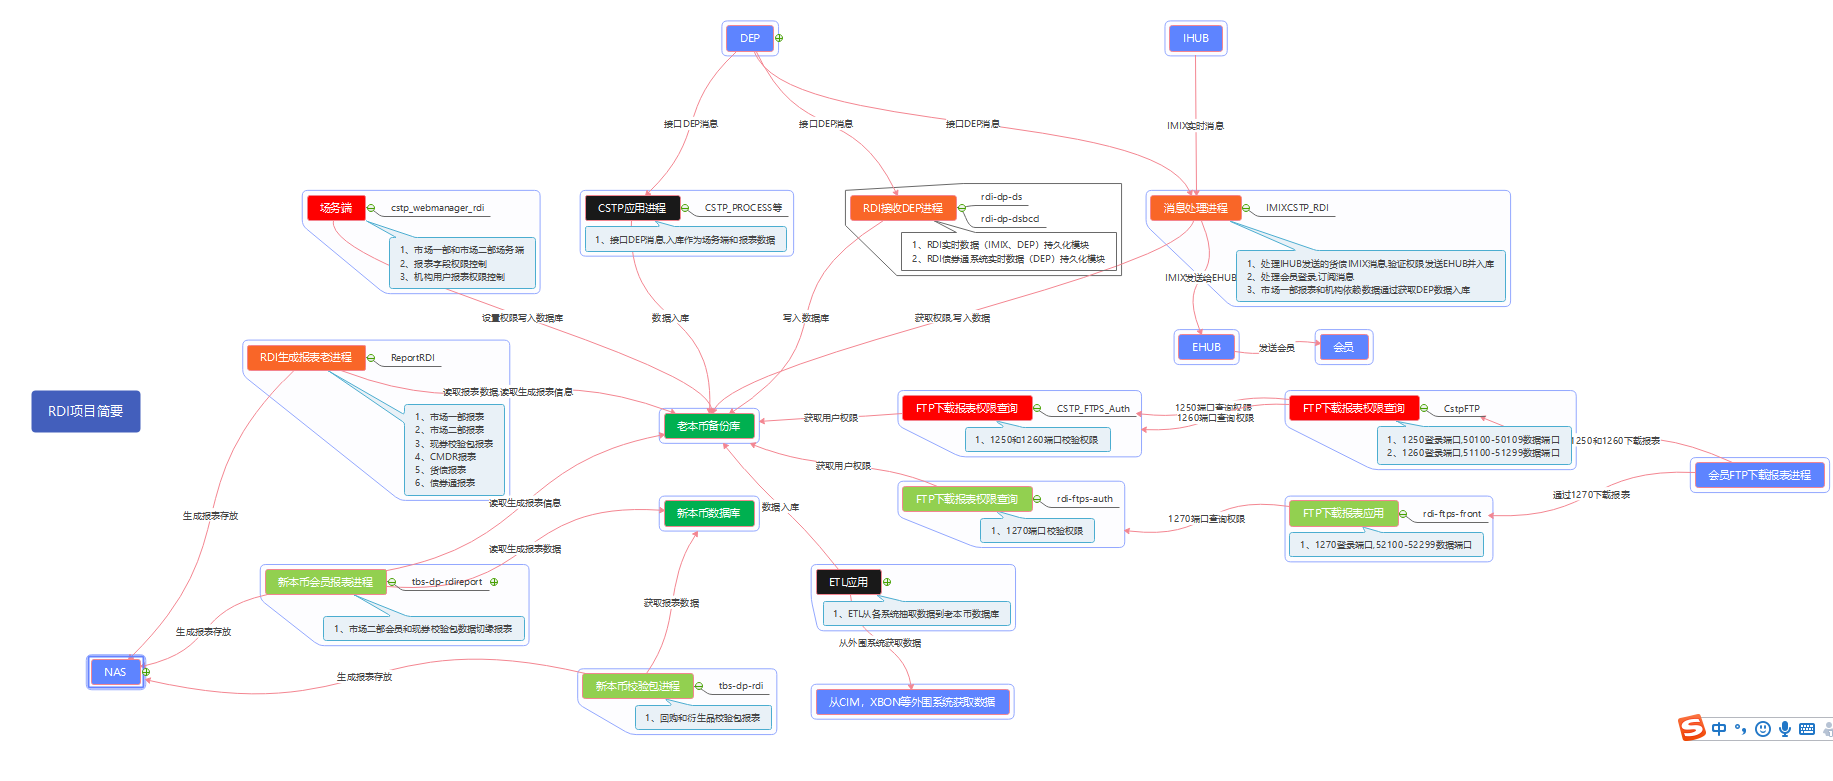 DEP
IHUB
接口DEP消息
接口DEP消息
接口DEP消息
IMIX实时消息
场务端
cstp_webmanager_rdi
1、市场一部和市场二部场务端
2、报表字段权限控制
3、机构用户报表权限控制
CSTP应用进程
CSTP_PROCESS等
1、接口DEP消息,入库作为场务端和报表数据
RDI接收DEP进程
rdi-dp-ds
rdi-dp-dsbcd
1、RDI实时数据（IMIX、DEP）持久化模块
2、RDI债券通系统实时数据（DEP）持久化模块
消息处理进程
IMIXCSTP_RDI
1、处理IHUB发送的货信IMIX消息,验证权限发送EHUB并入库
2、处理会员登录,订阅消息
3、市场一部报表和机构依赖数据通过获取DEP数据入库
IMIX发送给EHUB
设置权限写入数据库
数据入库
写入数据库
获取权限,写入数据
EHUB
发送会员
会员
RDI生成报表老进程
ReportRDI
1、市场一部报表
2、市场二部报表
3、现券校验包报表
4、CMDR报表
5、货信报表
6、债券通报表
读取报表数据,读取生成报表信息
RDI项目简要
老本币备份库
获取用户权限
FTP下载报表权限查询
CSTP_FTPS_Auth
1、1250和1260端口校验权限
1250端口查询权限
1260端口查询权限
FTP下载报表权限查询
CstpFTP
1、1250登录端口,50100-50109数据端口
2、1260登录端口,51100-51299数据端口
1250和1260下载报表
会员FTP下载报表进程
获取用户权限
通过1270下载报表
FTP下载报表权限查询
rdi-ftps-auth
1、1270端口校验权限
1270端口查询权限
FTP下载报表应用
rdi-ftps-front
1、1270登录端口,52100-52299数据端口
读取生成报表信息
生成报表存放
新本币数据库
数据入库
读取生成报表数据
新本币会员报表进程
tbs-dp-rdireport
1、市场二部会员和现券校验包数据切缘报表
生成报表存放
获取报表数据
ETL应用
1、ETL从各系统抽取数据到老本币数据库
从外围系统获取数据
NAS
生成报表存放
新本币校验包进程
tbs-dp-rdi
1、回购和衍生品校验包报表
从CIM，XBON等外围系统获取数据
中